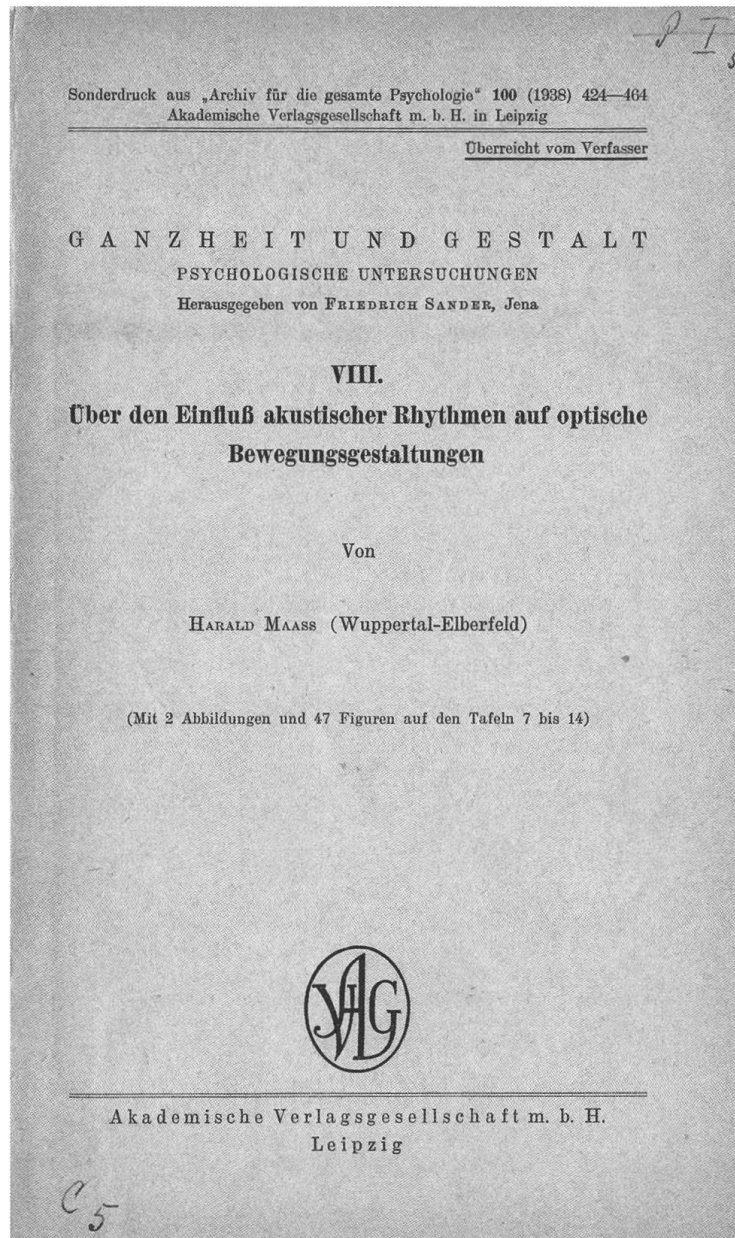 P I
5
Sonderdruck aus „Archiv für die gesamte Psychologie“ 100 (1938) 424—464
Akademische Verlagsgesellschaft m. b. H. in Leipzig
Überreicht vom Verfasser
GANZHEIT UND GESTALT
PSYCHOLOGISCHE UNTERSUCHUNGEN
Herausgegeben von FRIEDRICH SANDER, Jena
VIII.
Über den Einfluß akustischer Rhythmen auf optische
Bewegungsgestaltungen
Von
HARALD MAASS (Wuppertal-Elberfeld)
(Mit 2 Abbildungen und 47 Figuren auf den Tafeln 7 bis 14)
Akademische Verlagsgesellschaft m. b. H.
Leipzig
C 5